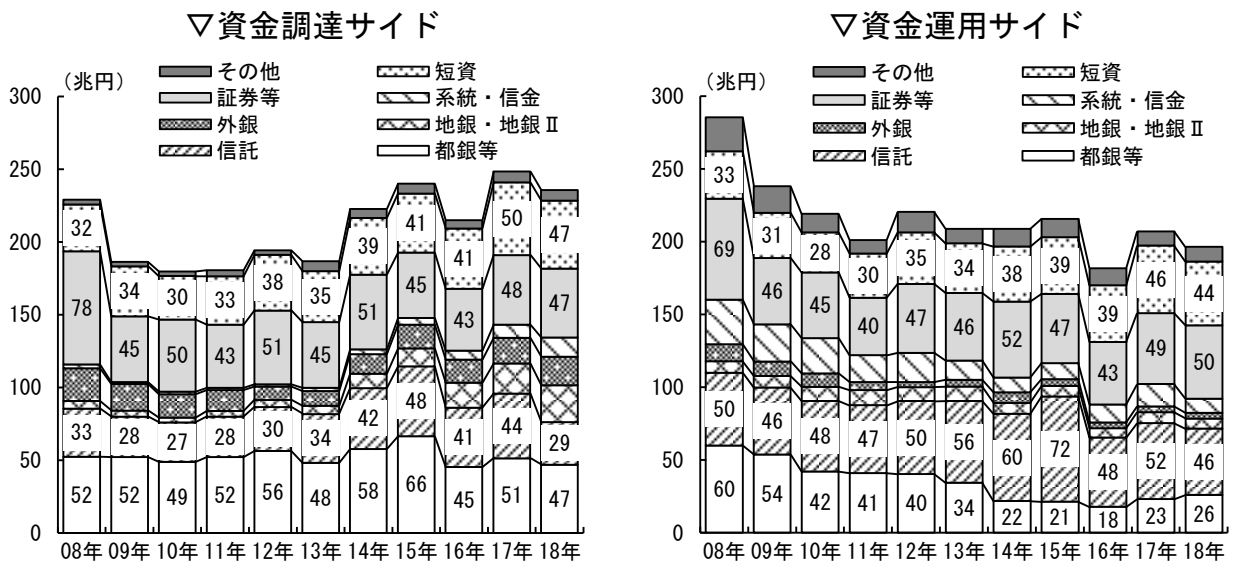 ▽資金調達サイド
（兆円）
その他
短資
証券等
系統・信金
外銀
地銀・地銀Ⅱ
信託
都銀等
300
250
200
150
100
50
0
32 34 30 33 38 35 39 41 41 50 47
78 45 50 43 51 45 51 45 43 48 47
33 28 27 28 30 34 42 48 41 44 29
52 52 49 52 56 48 58 66 45 51 47
08年 09年 10年 11年 12年 13年 14年 15年 16年 17年 18年
▽資金運用サイド
（兆円）
その他
短資
証券等
系統・信金
外銀
地銀・地銀Ⅱ
信託
都銀等
300
250
200
150
100
50
0
33 31 28 30 35 34 38 39 39 46 44
69 46 45 40 47 46 52 47 43 49 50
50 46 48 47 50 56 60 72 48 52 46
60 54 42 41 40 34 22 21 18 23 26
08年 09年 10年 11年 12年 13年 14年 15年 16年 17年 18年